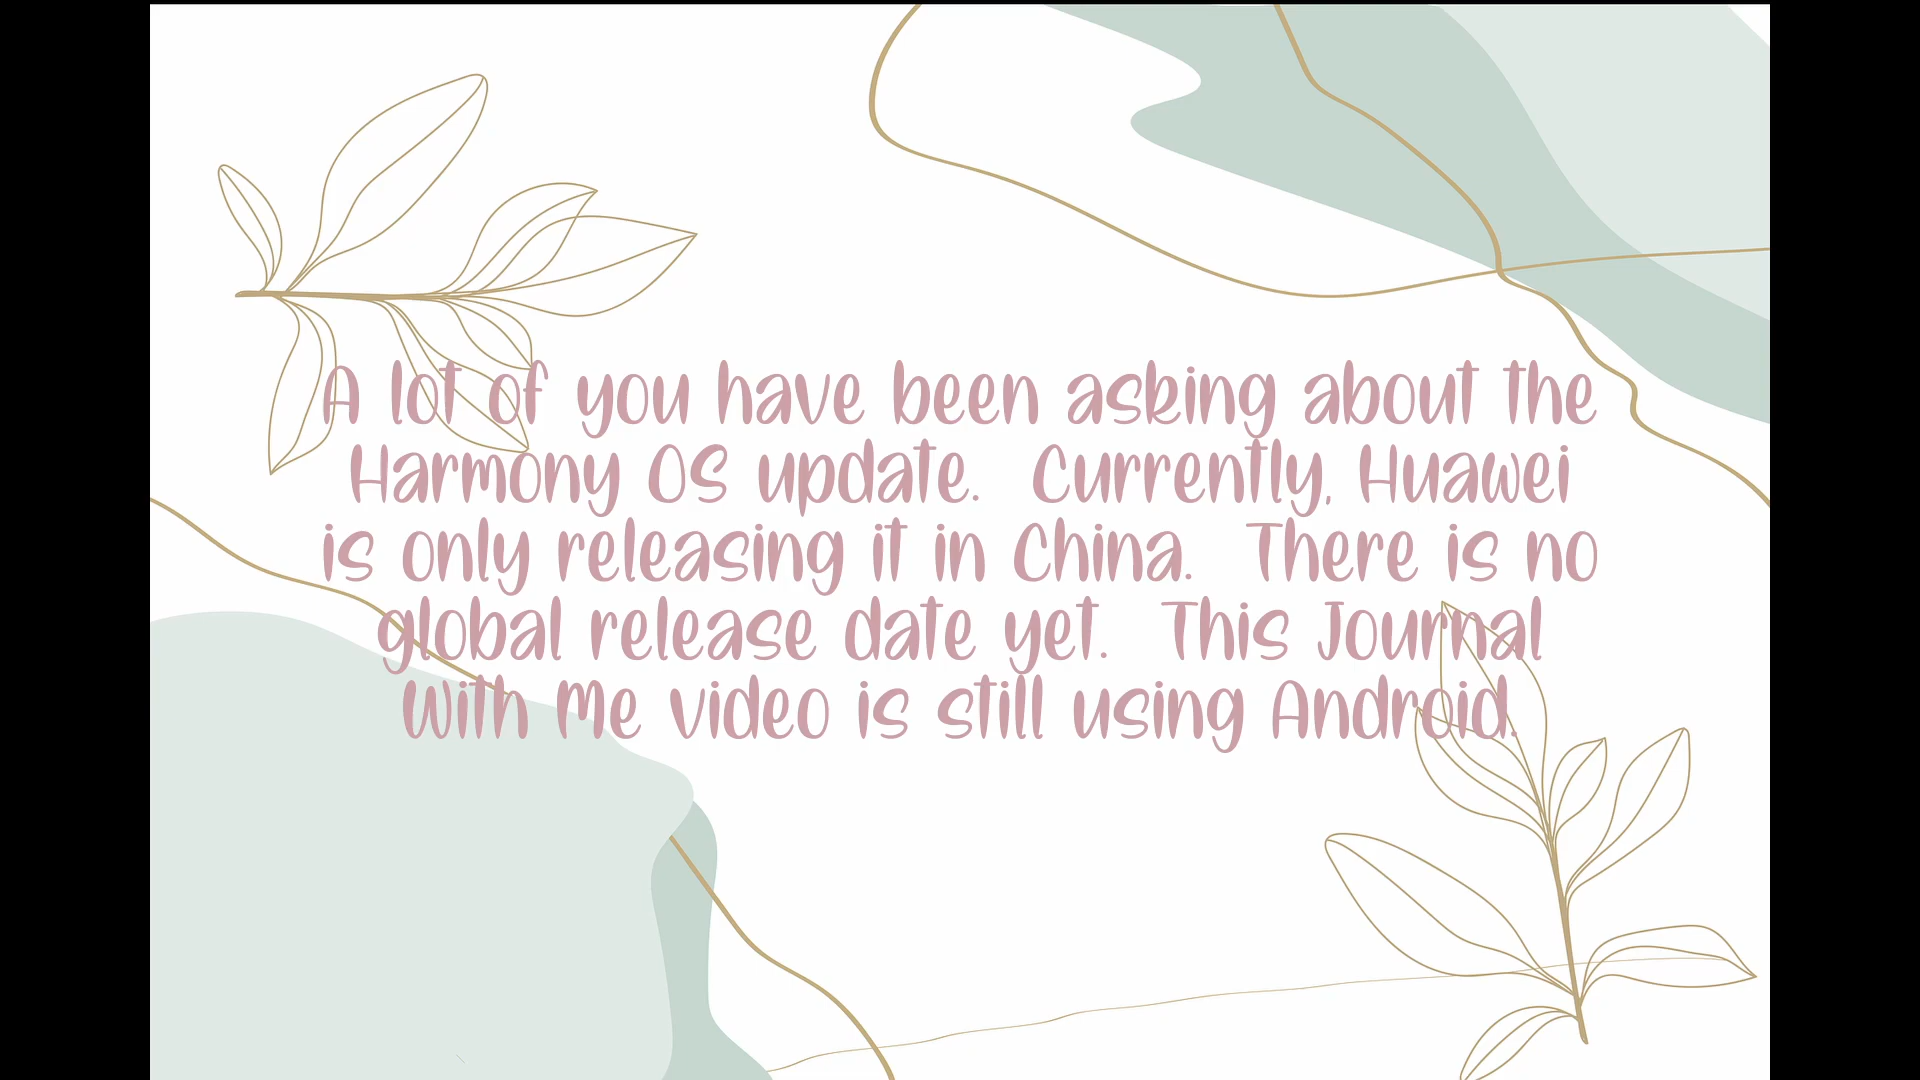 A lot of you have been asking about the
Harmony OS update. Currently, Huawei
is only releasing it in China. There is no
global release date yet. This Journal
With Me video is still using Android.